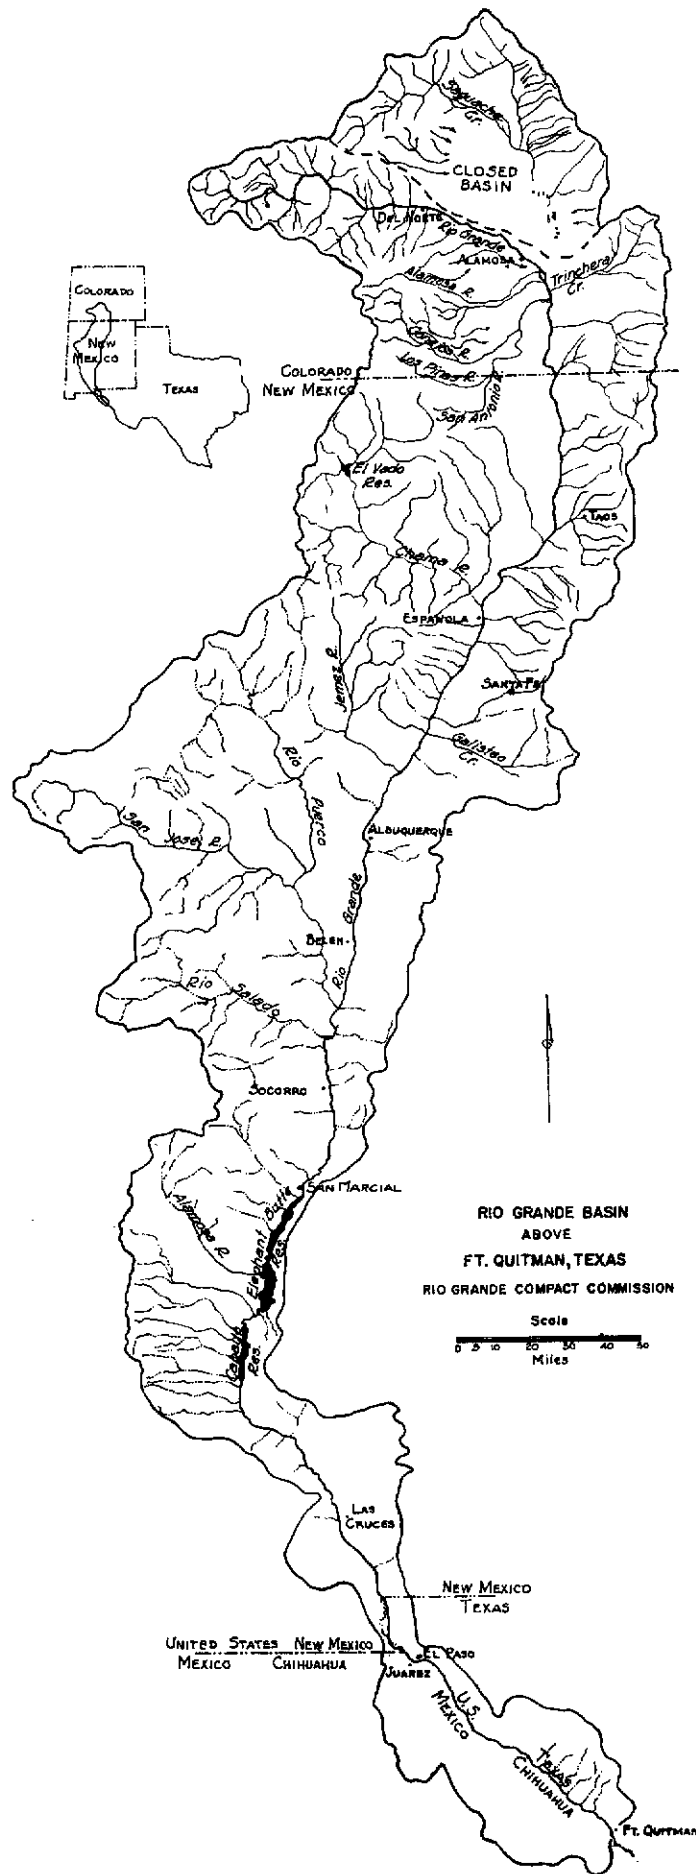 Saguache
Cr.
CLOSED
BASIN
DEL NORTE
Rio Grande
ALAMOSA
Trinchera
Cr.
Alamosa R.
Conejos R.
Los Pinos R.
COLORADO
NEW MEXICO
San Antonio R.
COLORADO
NEW
MEXICO
TEXAS
El Vado
Res.
TAOS
Chama R.
ESPAÑOLA
Jemez R.
SANTA FE
Galisteo
Cr.
Rio
Puerco
San
Jose R.
ALBUQUERQUE
Rio Grande
BELEN
Rio
Salado
SOCORRO
SAN MARCIAL
Alamosa R.
Elephant Butte
Res.
RIO GRANDE BASIN
ABOVE
FT. QUITMAN, TEXAS
RIO GRANDE COMPACT COMMISSION
Scale
0 5 10 20 30 40 50
Miles
Caballo
Res.
LAS
CRUCES
NEW MEXICO
TEXAS
UNITED STATES NEW MEXICO
MEXICO CHIHUAHUA
EL PASO
JUAREZ
U.S.
MEXICO
TEXAS
CHIHUAHUA
FT. QUITMAN